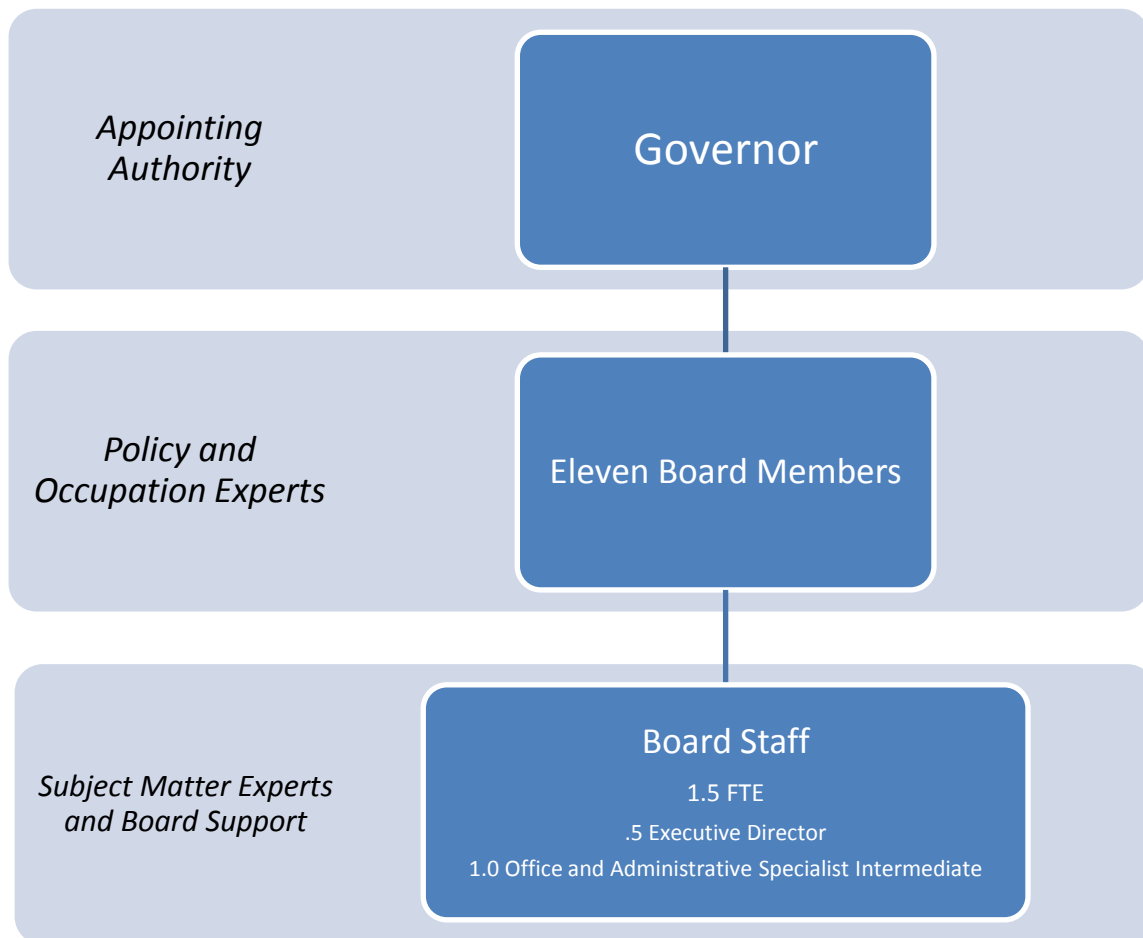 Appointing
Authority
Governor
Policy and
Occupation Experts
Eleven Board Members
Subject Matter Experts
and Board Support
Board Staff
1.5 FTE
.5 Executive Director
1.0 Office and Administrative Specialist Intermediate